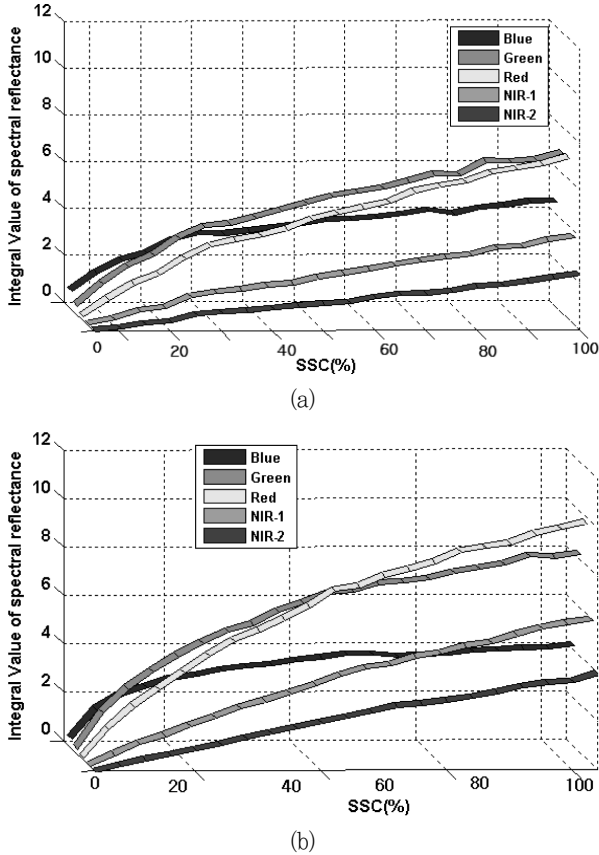 12
10
8
6
4
2
0
Integral Value of spectral reflectance
Blue
Green
Red
NIR-1
NIR-2
0 20 40 60 80 100
SSC(%)
(a)
12
10
8
6
4
2
0
Integral Value of spectral reflectance
Blue
Green
Red
NIR-1
NIR-2
0 20 40 60 80 100
SSC(%)
(b)